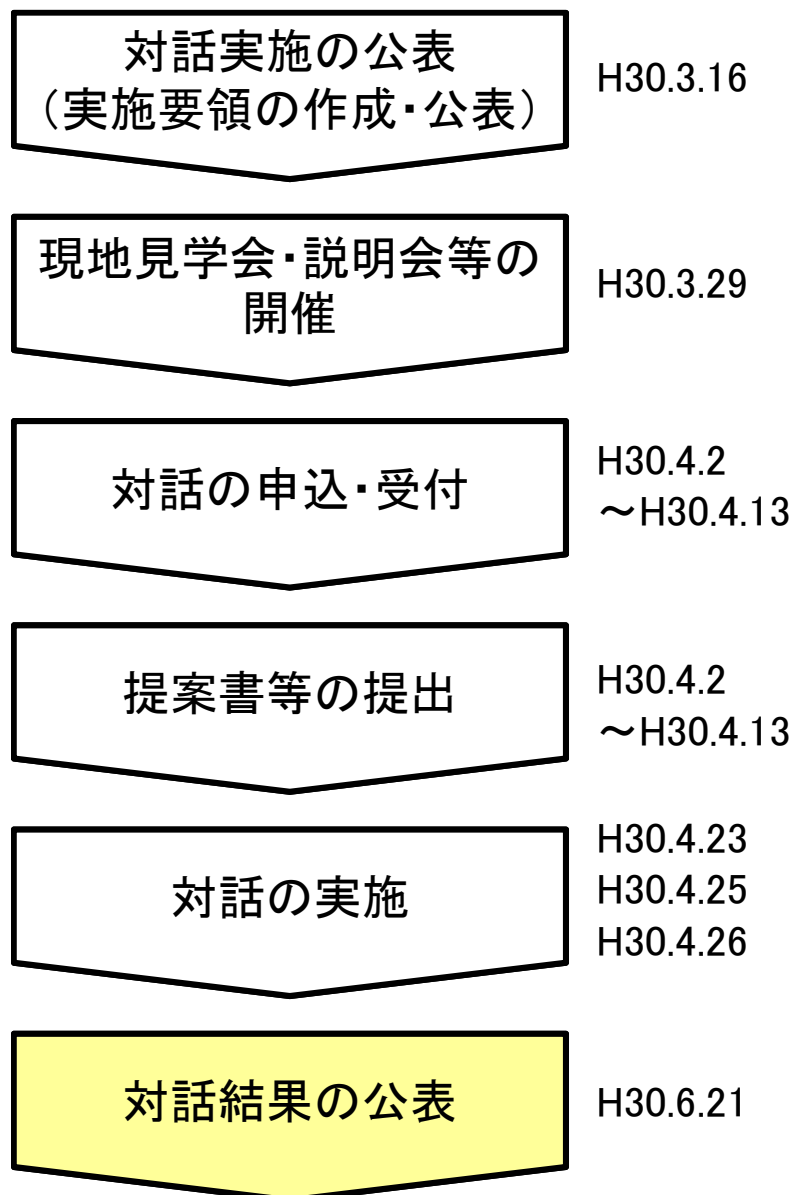 対話実施の公表
（実施要領の作成・公表）
H30.3.16
現地見学会・説明会等の
開催
H30.3.29
対話の申込・受付
H30.4.2
～H30.4.13
提案書等の提出
H30.4.2
～H30.4.13
対話の実施
H30.4.23
H30.4.25
H30.4.26
対話結果の公表
H30.6.21